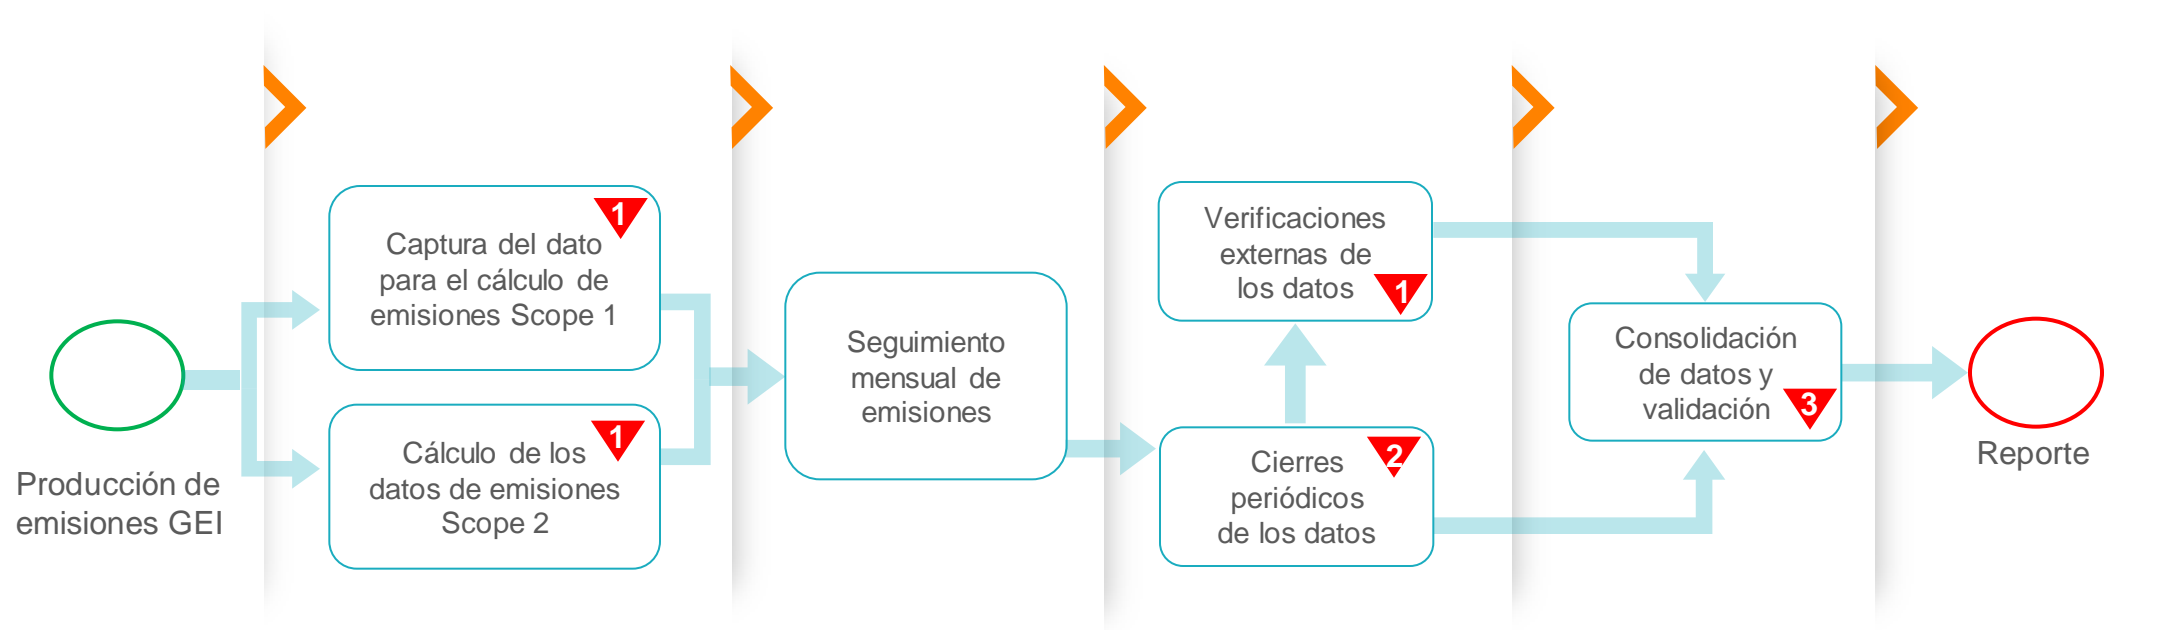 Producción de
emisiones GEI
1
Captura del dato
para el cálculo de
emisiones Scope 1
1
Cálculo de los
datos de emisiones
Scope 2
Seguimiento
mensual de
emisiones
Verificaciones
externas de
los datos
1
2
Cierres
periódicos
de los datos
Consolidación
de datos y
validación
3
Reporte